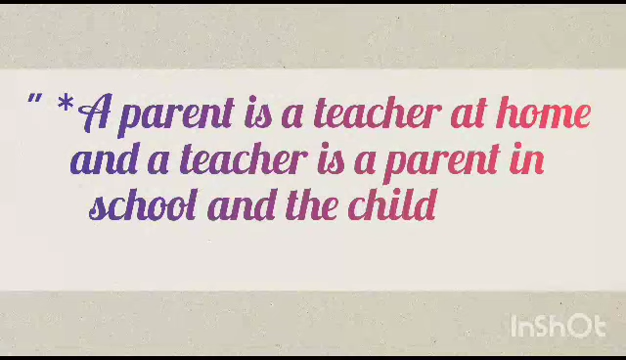 " *A parent is a teacher at home
and a teacher is a parent in
school and the child
InShOt